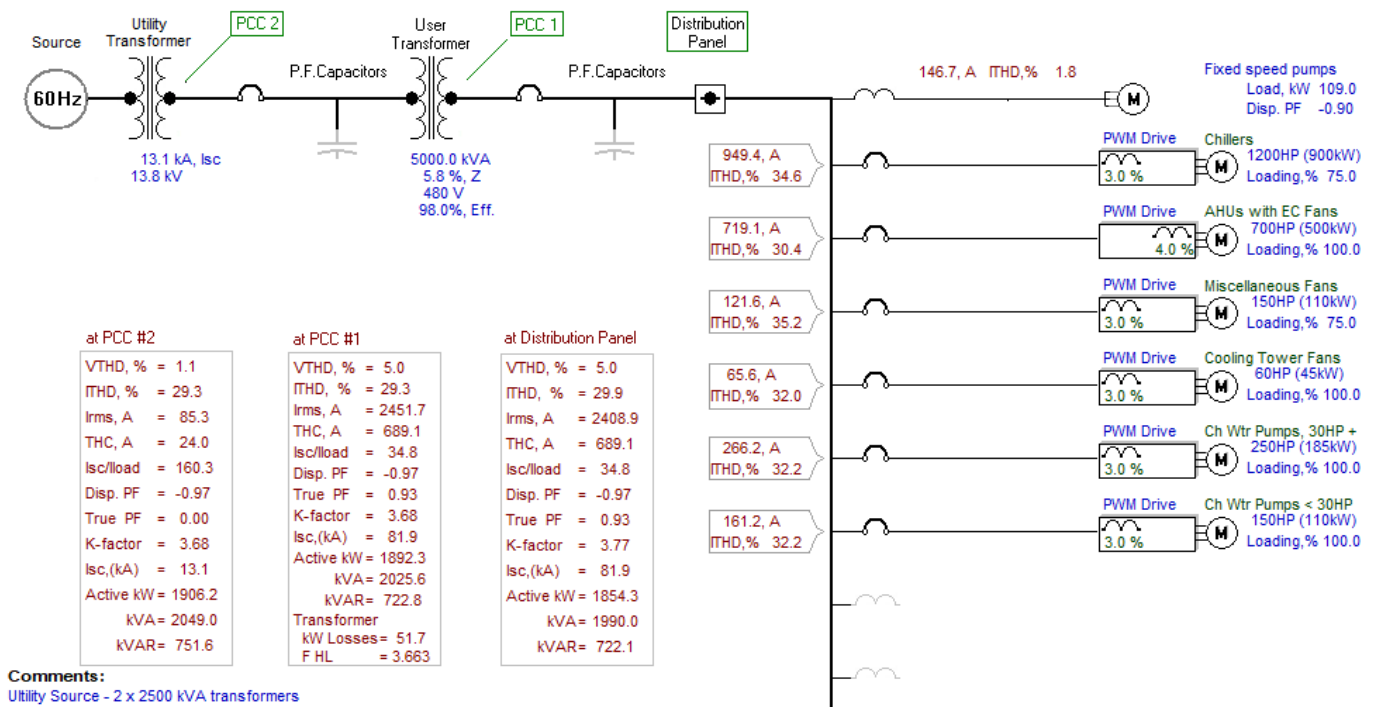 Source
Utility
Transformer
PCC 2
User
Transformer
PCC 1
Distribution
Panel
60Hz
P.F.Capacitors
P.F.Capacitors
13.1 kA, Isc
13.8 kV
5000.0 kVA
5.8 %, Z
480 V
98.0%, Eff.
146.7, A ITHD,% 1.8
M
Fixed speed pumps
Load, kW 109.0
Disp. PF -0.90
949.4, A
ITHD,% 34.6
PWM Drive
3.0 %
M
Chillers
1200HP (900kW)
Loading,% 75.0
719.1, A
ITHD,% 30.4
PWM Drive
4.0 %
M
AHUs with EC Fans
700HP (500kW)
Loading,% 100.0
121.6, A
ITHD,% 35.2
PWM Drive
3.0 %
M
Miscellaneous Fans
150HP (110kW)
Loading,% 75.0
65.6, A
ITHD,% 32.0
PWM Drive
3.0 %
M
Cooling Tower Fans
60HP (45kW)
Loading,% 100.0
266.2, A
ITHD,% 32.2
PWM Drive
3.0 %
M
Ch Wtr Pumps, 30HP +
250HP (185kW)
Loading,% 100.0
161.2, A
ITHD,% 32.2
PWM Drive
3.0 %
M
Ch Wtr Pumps < 30HP
150HP (110kW)
Loading,% 100.0
at PCC #2
VTHD, % = 1.1
ITHD, % = 29.3
Irms, A = 85.3
THC, A = 24.0
Isc/Iload = 160.3
Disp. PF = -0.97
True PF = 0.00
K-factor = 3.68
Isc,(kA) = 13.1
Active kW = 1906.2
kVA= 2049.0
kVAR= 751.6
at PCC #1
VTHD, % = 5.0
ITHD, % = 29.3
Irms, A = 2451.7
THC, A = 689.1
Isc/Iload = 34.8
Disp. PF = -0.97
True PF = 0.93
K-factor = 3.68
Isc,(kA) = 81.9
Active kW = 1892.3
kVA= 2025.6
kVAR= 722.8
Transformer
kW Losses= 51.7
F HL = 3.663
at Distribution Panel
VTHD, % = 5.0
ITHD, % = 29.9
Irms, A = 2408.9
THC, A = 689.1
Isc/Iload = 34.8
Disp. PF = -0.97
True PF = 0.93
K-factor = 3.77
Isc,(kA) = 81.9
Active kW = 1854.3
kVA= 1990.0
kVAR= 722.1
Comments:
Utility Source - 2 x 2500 kVA transformers